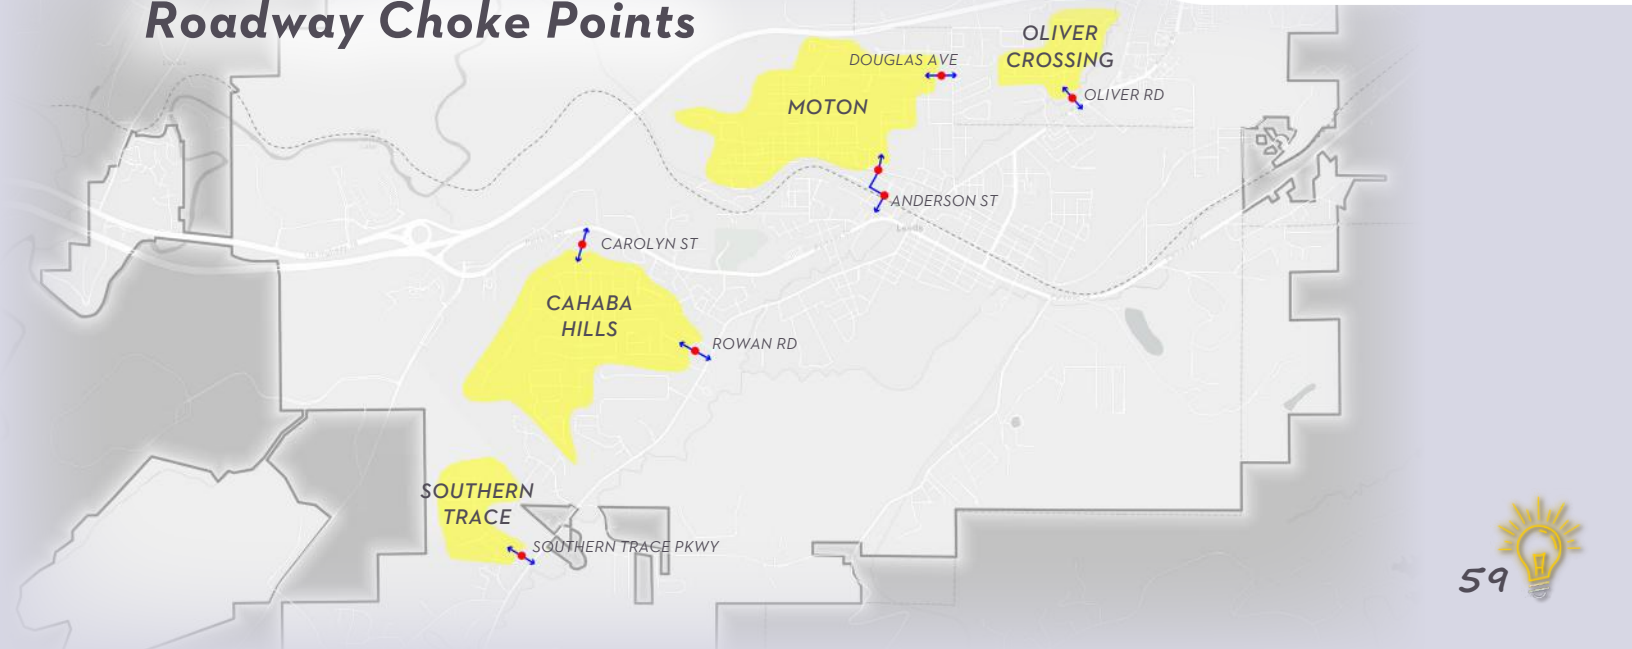 Roadway Choke Points
OLIVER
CROSSING
DOUGLAS AVE
OLIVER RD
MOTON
ANDERSON ST
Leeds
CAROLYN ST
CAHABA
HILLS
ROWAN RD
SOUTHERN
TRACE
SOUTHERN TRACE PKWY
59